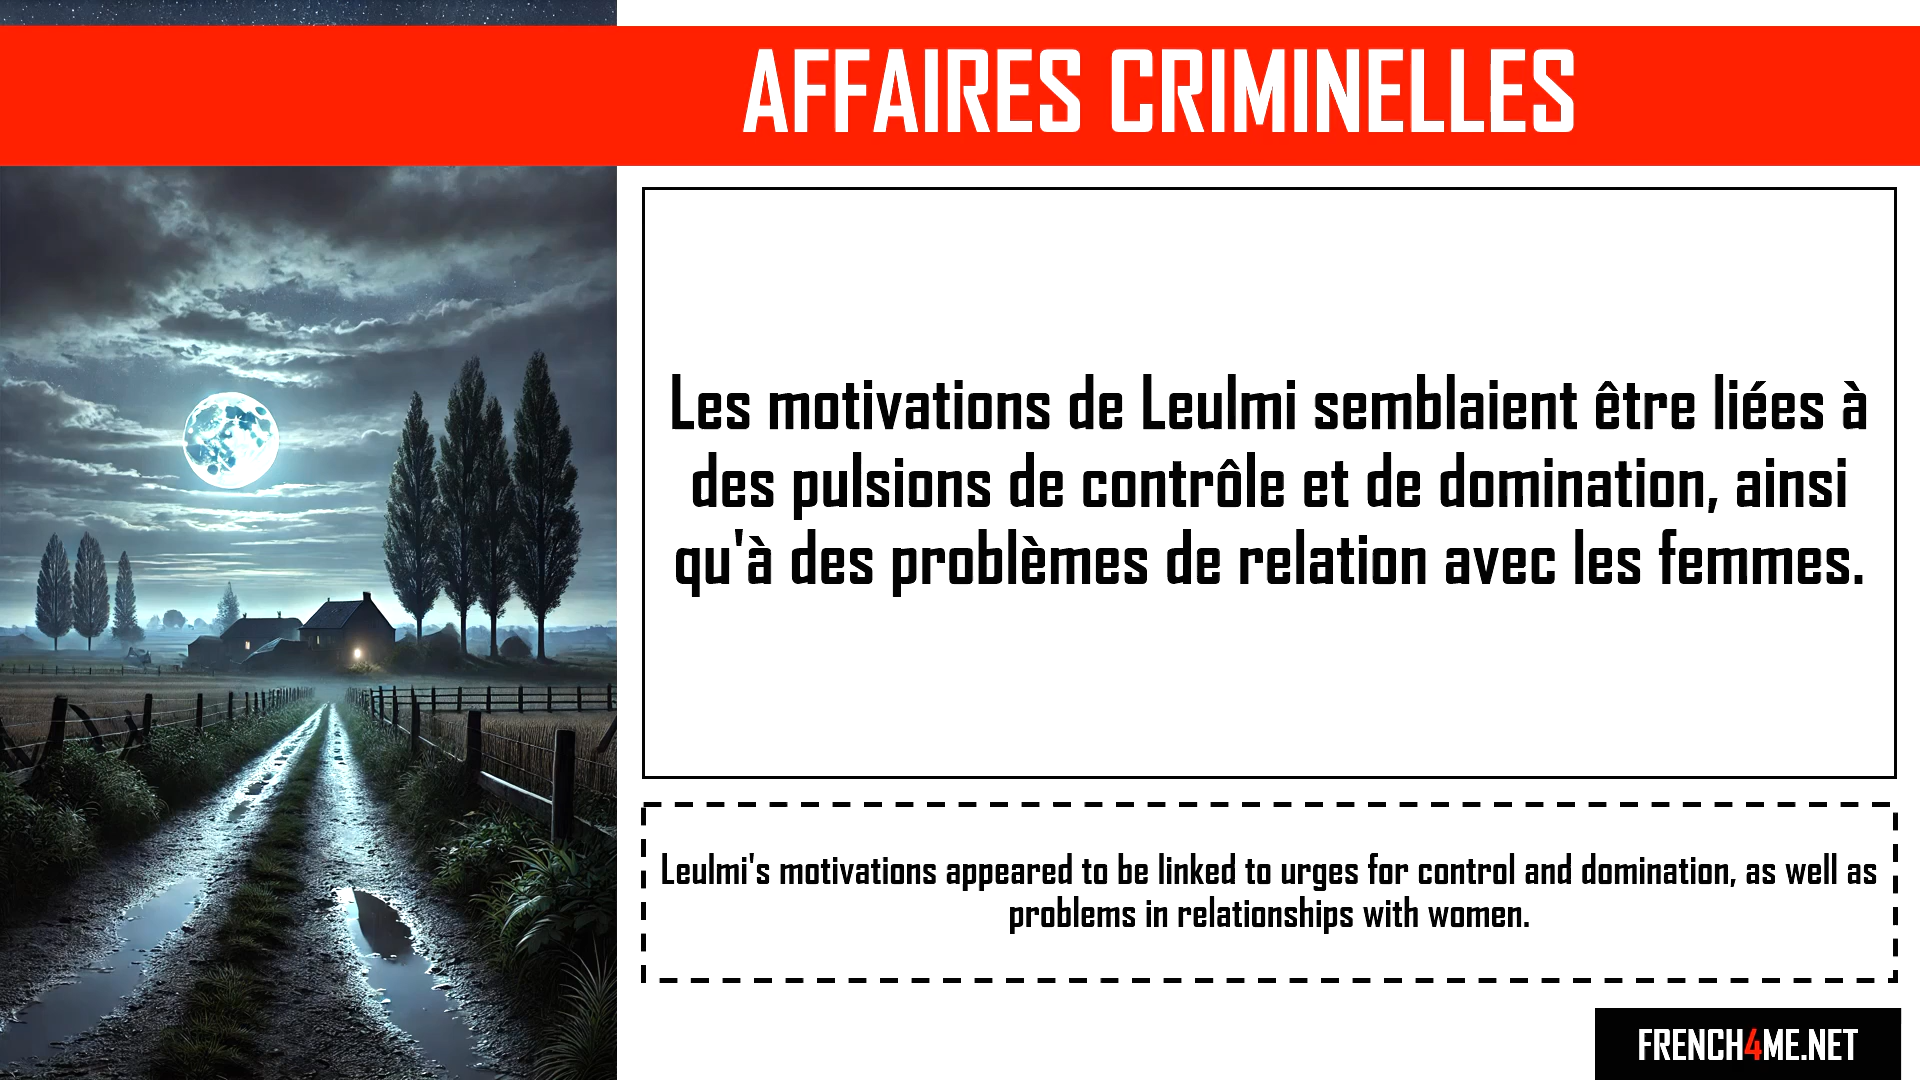 AFFAIRES CRIMINELLES
Les motivations de Leulmi semblaient être liées à
des pulsions de contrôle et de domination, ainsi
qu'à des problèmes de relation avec les femmes.
Leulmi's motivations appeared to be linked to urges for control and domination, as well as
problems in relationships with women.
FRENCH4ME.NET